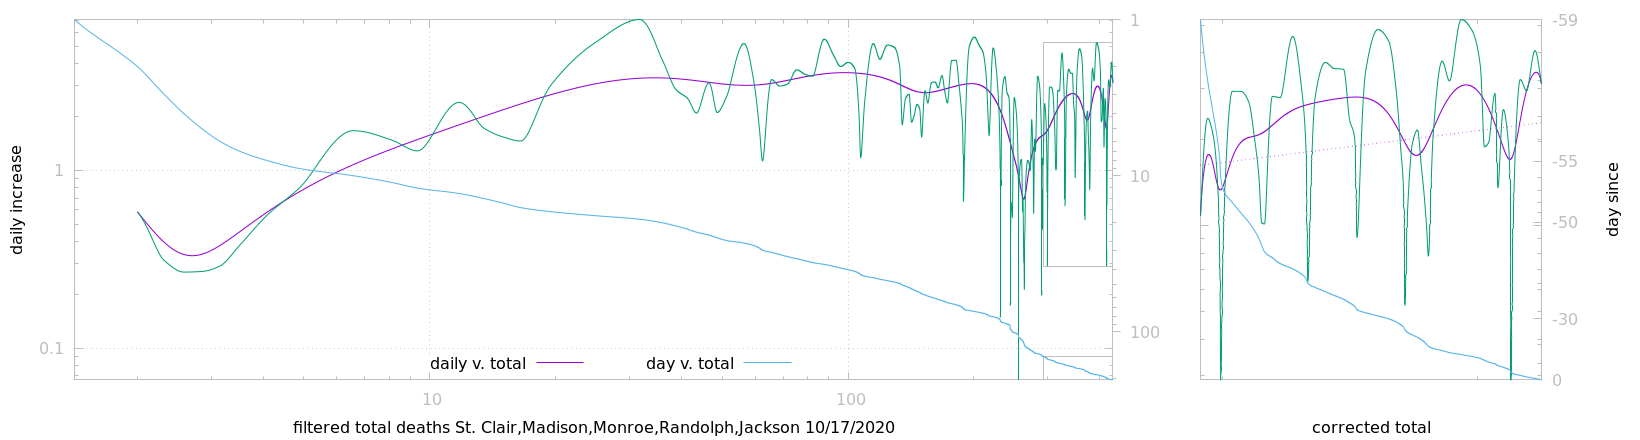 1
-59
daily increase
1
-55
10
-50
day since
0.1
100
-30
daily v. total
day v. total
0
10
100
filtered total deaths St. Clair,Madison,Monroe,Randolph,Jackson 10/17/2020
corrected total